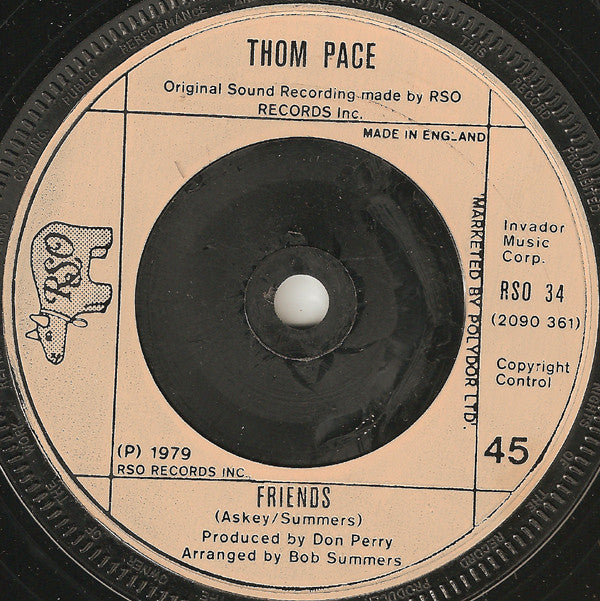 THOM PACE
Original Sound Recording made by RSO
RECORDS Inc.
MADE IN ENGLAND
RSO
MARKETED BY POLYDOR LTD.
Invador
Music
Corp.
RSO 34
(2090 361)
Copyright
Control
45
(P) 1979
RSO RECORDS INC.
FRIENDS
(Askey/Summers)
Produced by Don Perry
Arranged by Bob Summers